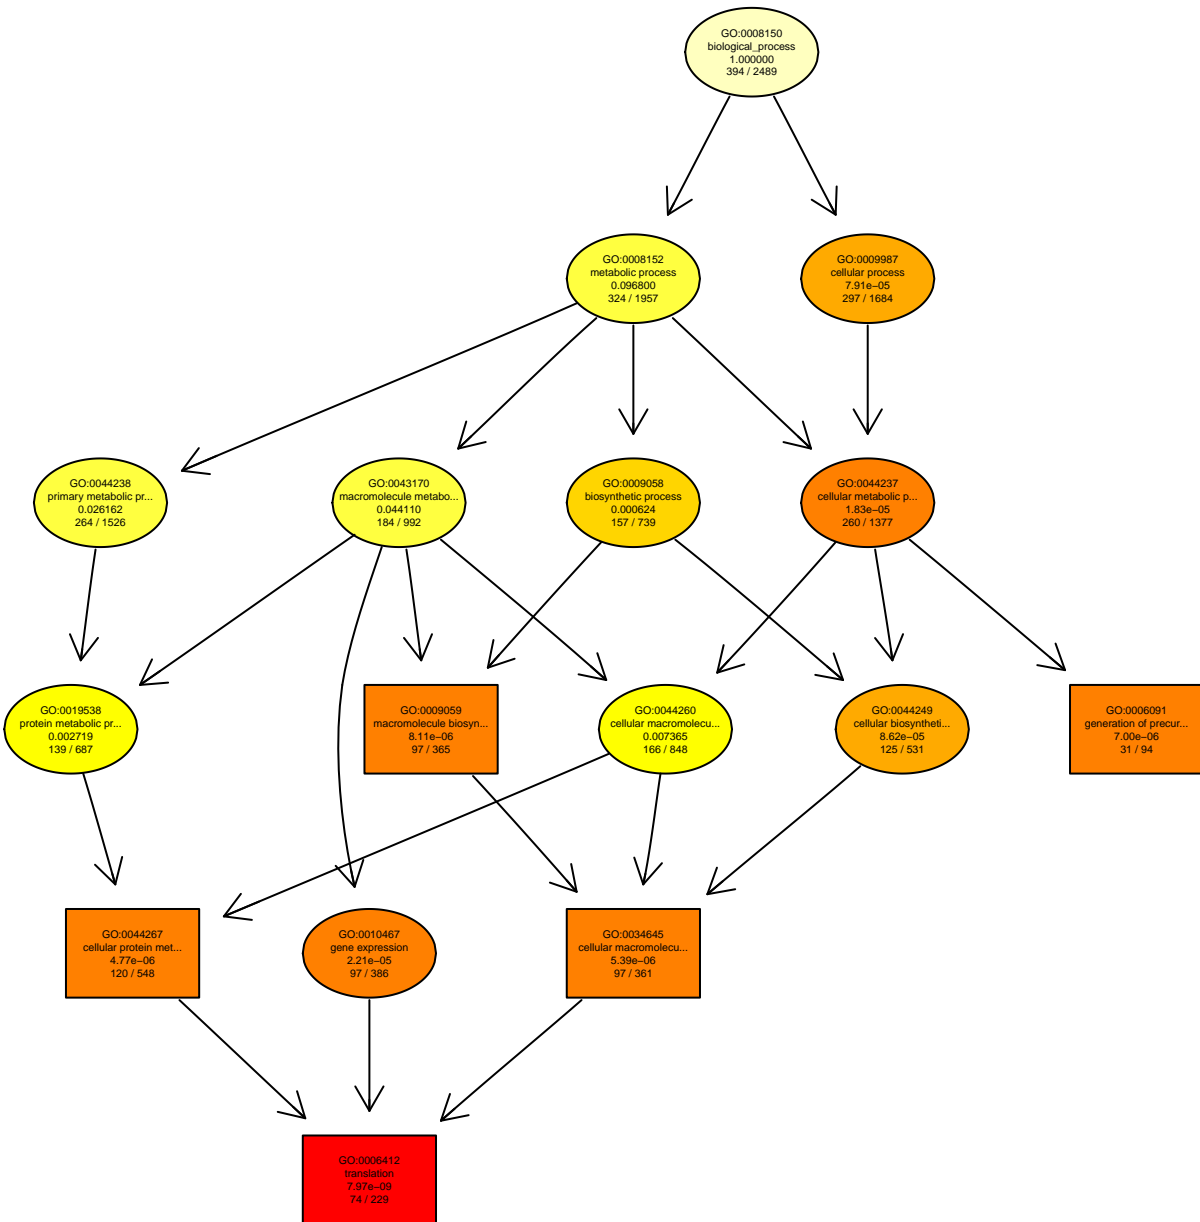 GO:0008150
biological_process
1.000000
394 / 2489
GO:0008152
metabolic process
0.096800
324 / 1957
GO:0009987
cellular process
7.91e−05
297 / 1684
GO:0044238
primary metabolic pr...
0.026162
264 / 1526
GO:0043170
macromolecule metabo...
0.044110
184 / 992
GO:0009058
biosynthetic process
0.000624
157 / 739
GO:0044237
cellular metabolic p...
1.83e−05
260 / 1377
GO:0019538
protein metabolic pr...
0.002719
139 / 687
GO:0009059
macromolecule biosyn...
8.11e−06
97 / 365
GO:0044260
cellular macromolecu...
0.007365
166 / 848
GO:0044249
cellular biosyntheti...
8.62e−05
125 / 531
GO:0006091
generation of precur...
7.00e−06
31 / 94
GO:0044267
cellular protein met...
4.77e−06
120 / 548
GO:0010467
gene expression
2.21e−05
97 / 386
GO:0034645
cellular macromolecu...
5.39e−06
97 / 361
GO:0006412
translation
7.97e−09
74 / 229